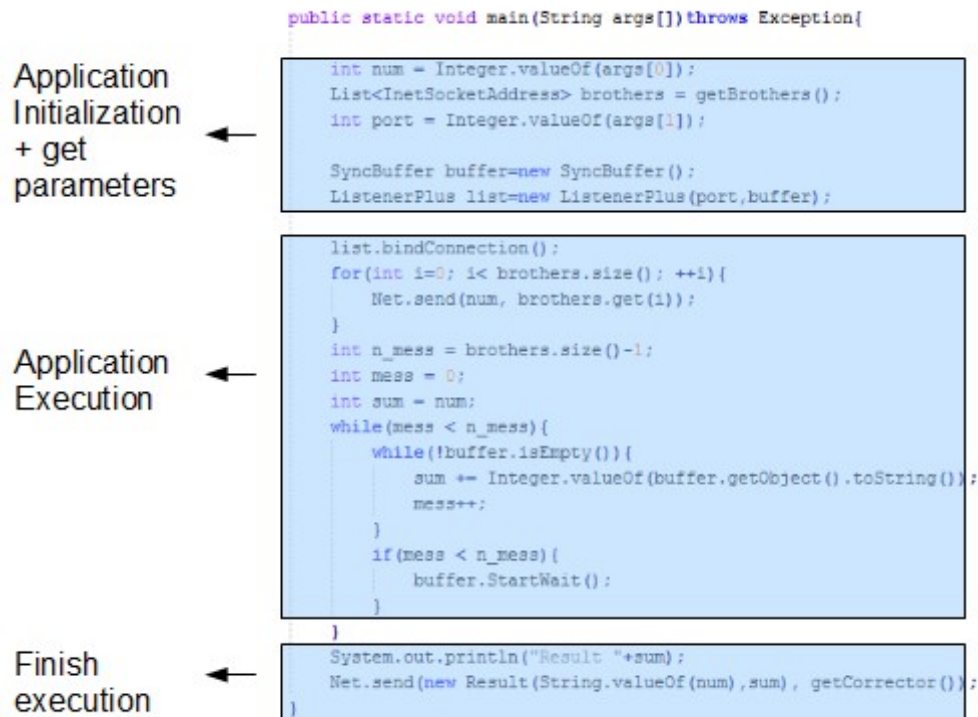 public static void main(String args[])throws Exception{
Application
Initialization
+ get
parameters
int num = Integer.valueOf(args[0]);
List<InetSocketAddress> brothers = getBrothers();
int port = Integer.valueOf(args[1]);
SyncBuffer buffer=new SyncBuffer();
ListenerPlus list=new ListenerPlus(port,buffer);
Application
Execution
list.bindConnection();
for(int i=0; i< brothers.size(); ++i){
Net.send(num, brothers.get(i));
}
int n_mess = brothers.size()-1;
int mess = 0;
int sum = num;
while(mess < n_mess){
while(!buffer.isEmpty()){
sum += Integer.valueOf(buffer.getObject().toString());
mess++;
}
if(mess < n_mess){
buffer.StartWait();
}
}
Finish
execution
System.out.println("Result "+sum);
Net.send(new Result(String.valueOf(num),sum), getCorrector());
}